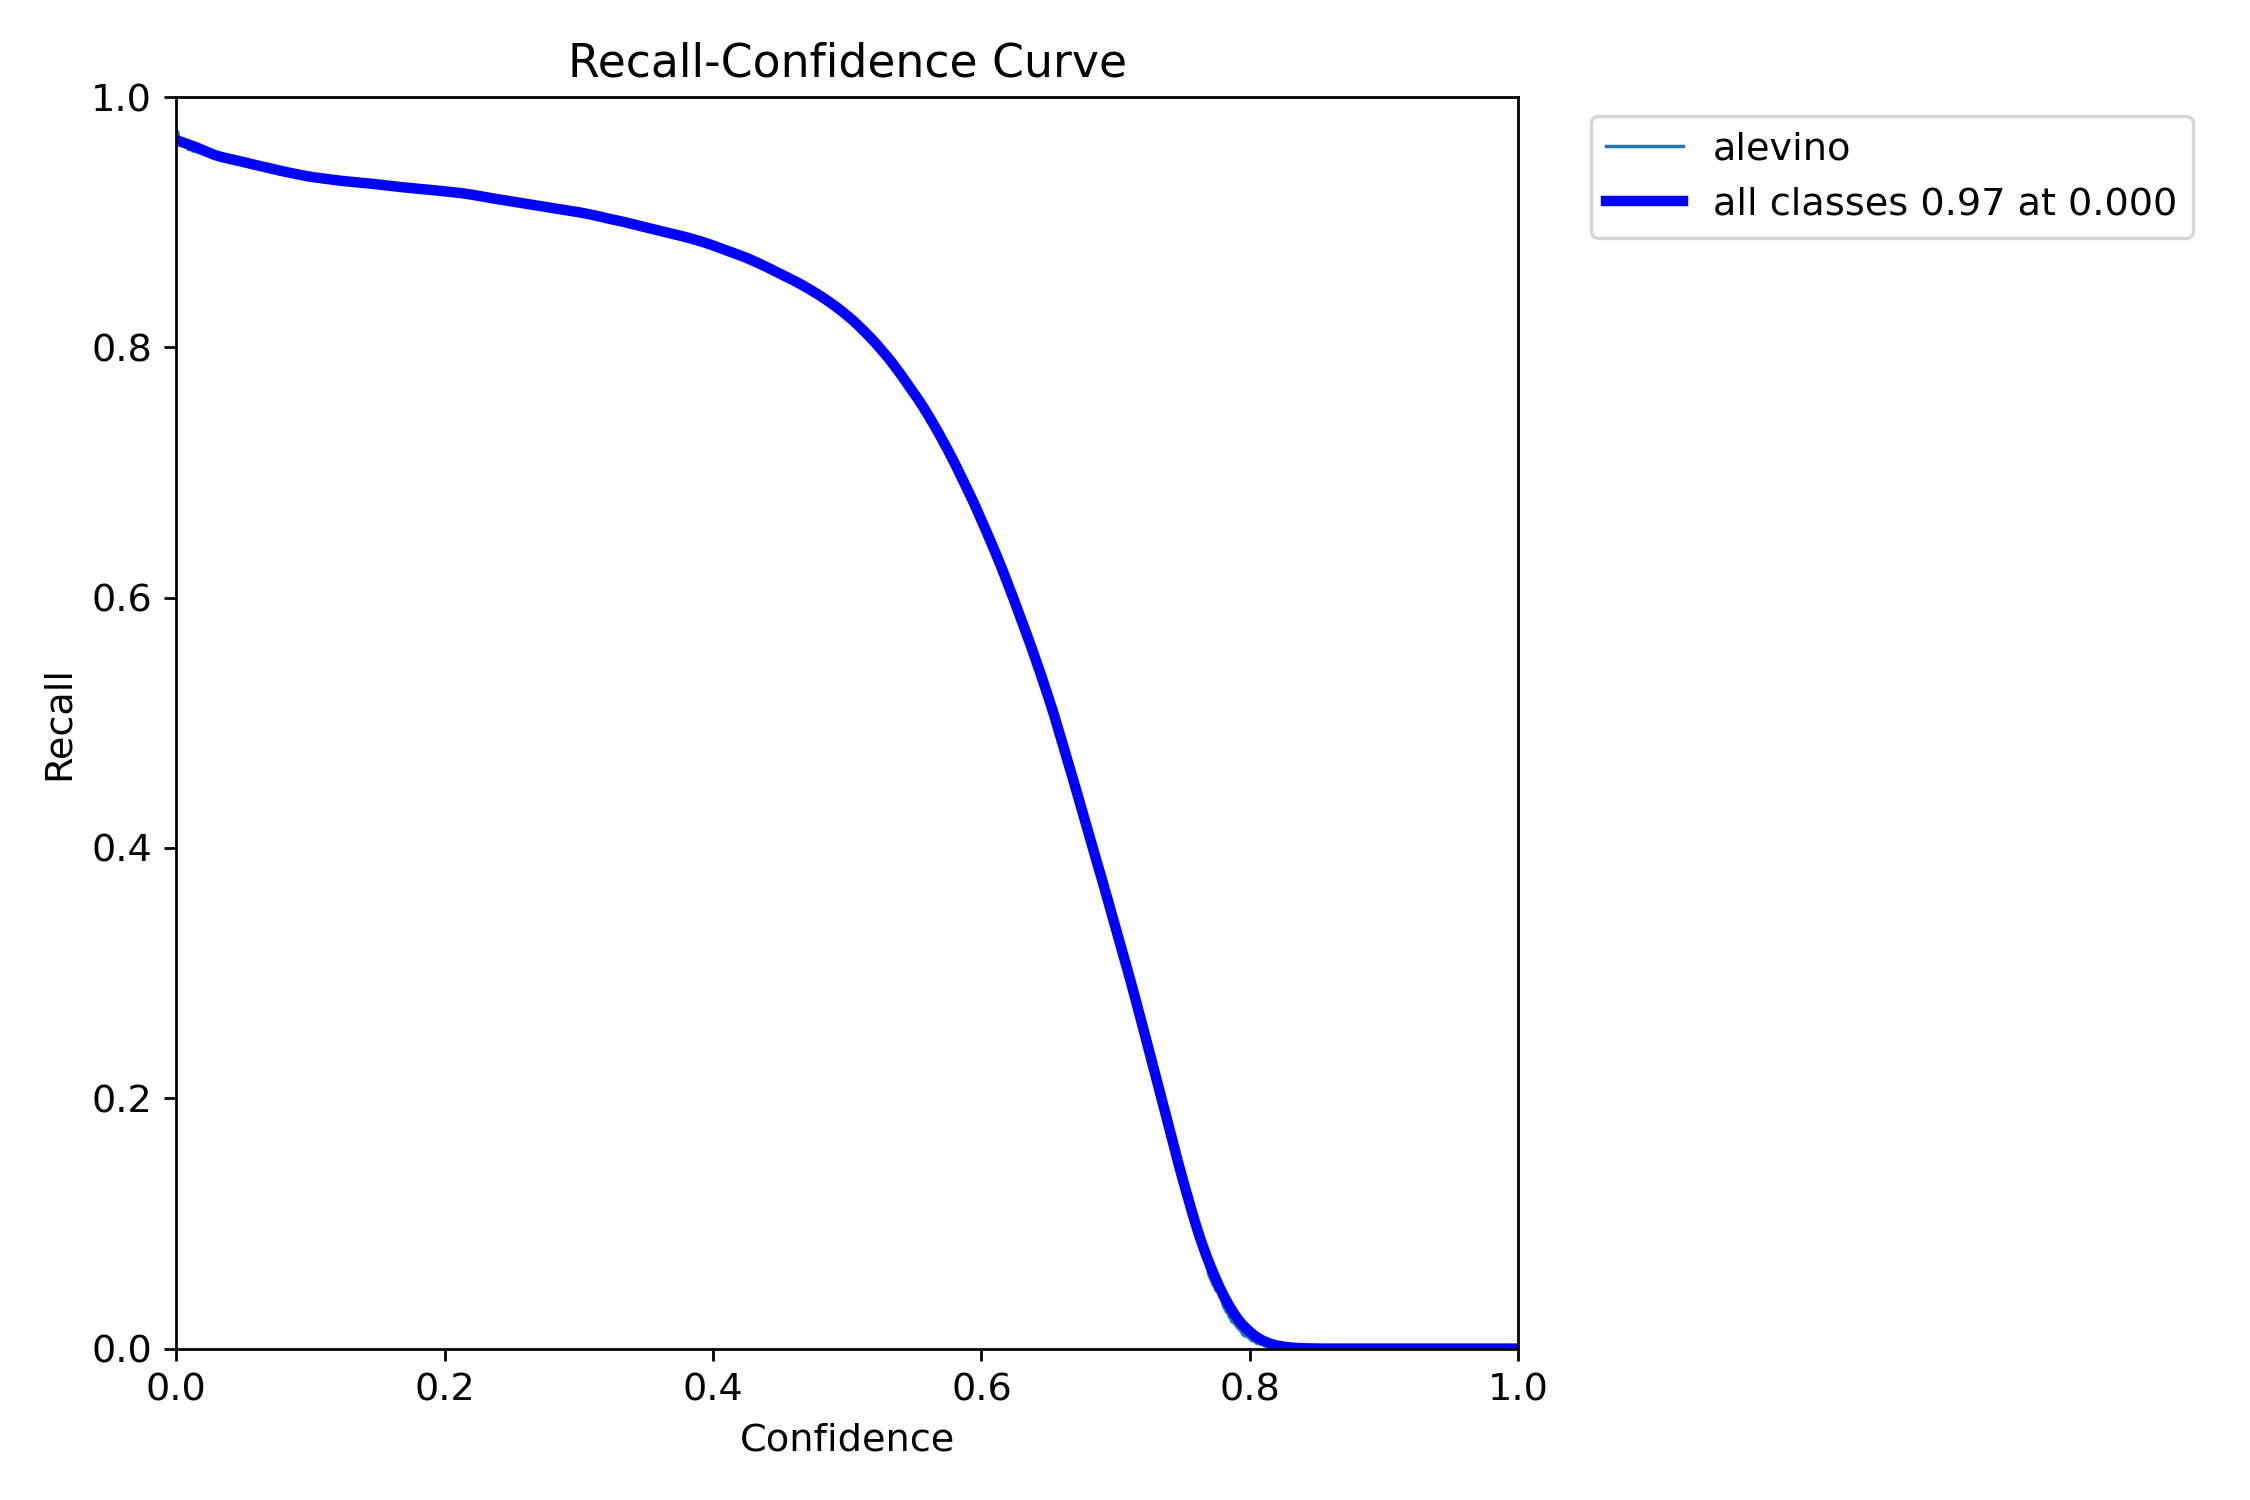 Recall-Confidence Curve
1.0
0.8
0.6
0.4
0.2
0.0
Recall
0.0 0.2 0.4 0.6 0.8 1.0
Confidence
alevino
all classes 0.97 at 0.000